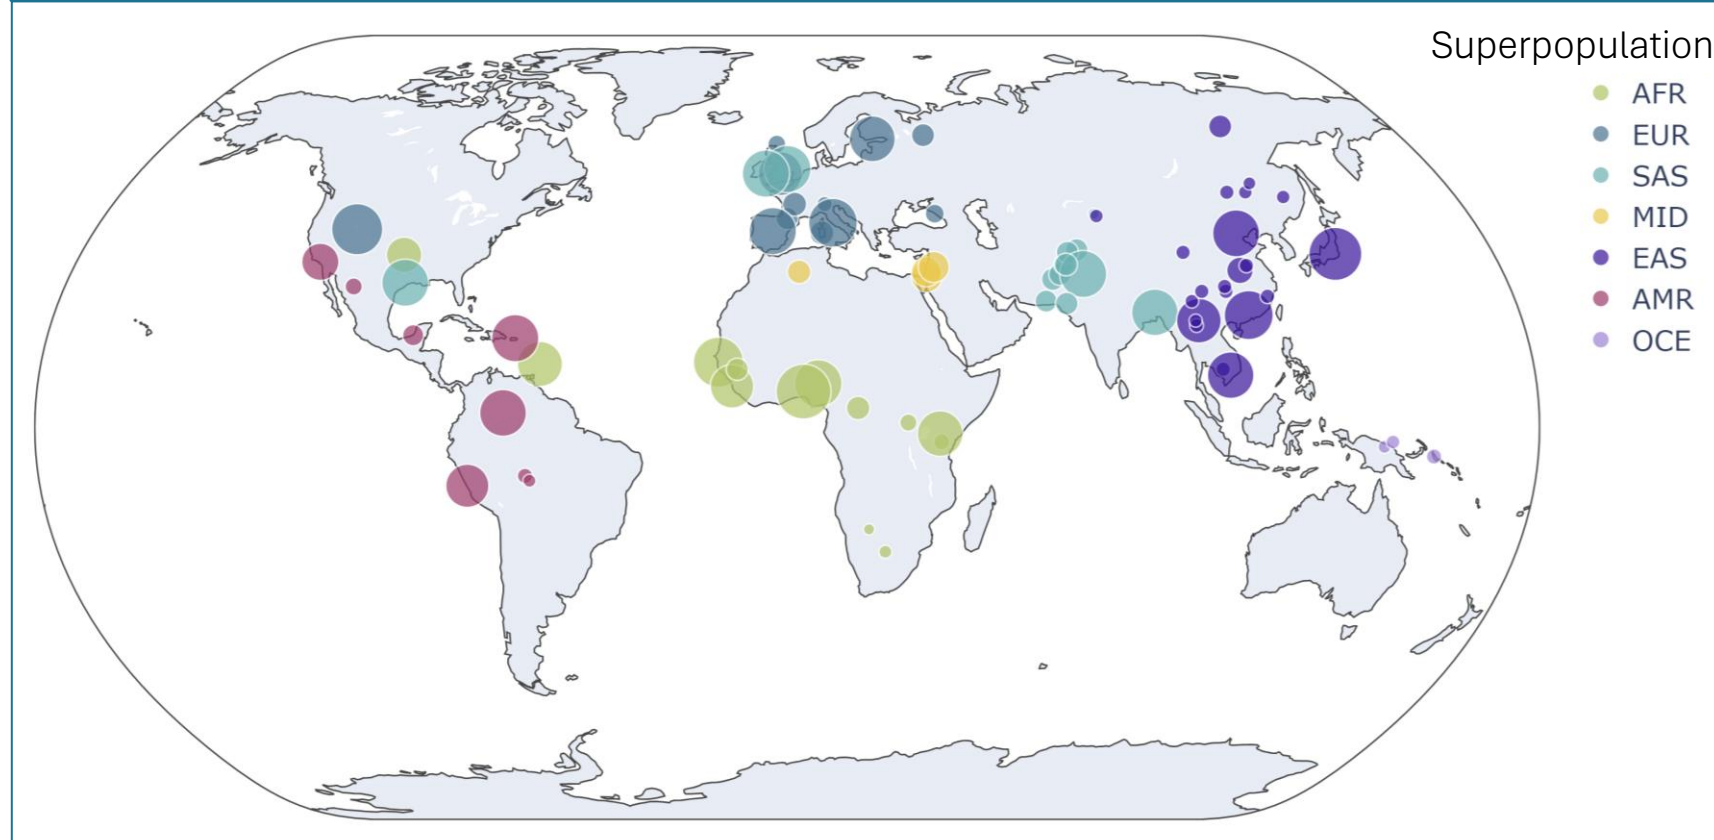 Superpopulation
AFR
EUR
SAS
MID
EAS
AMR
OCE